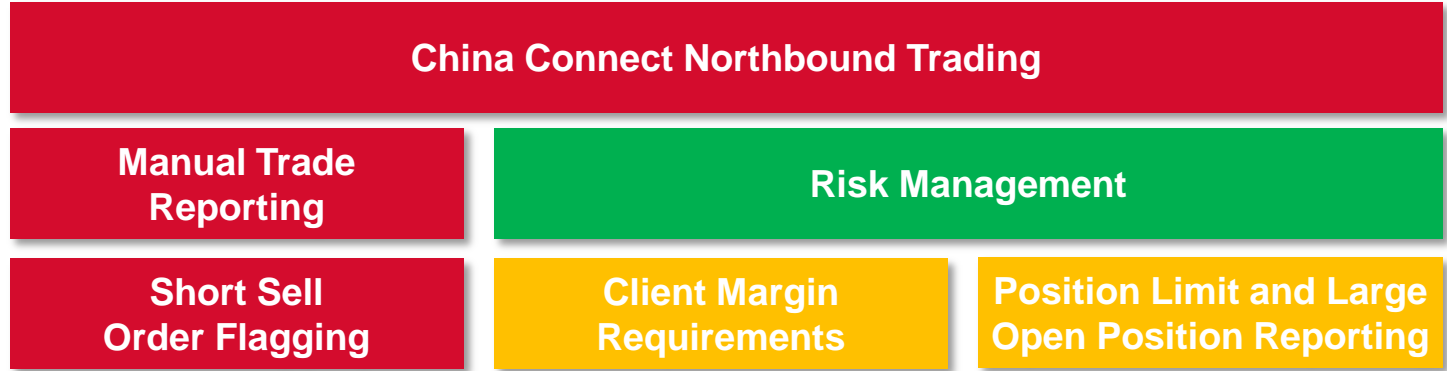 China Connect Northbound Trading
Manual Trade
Reporting
Risk Management
Short Sell
Order Flagging
Client Margin
Requirements
Position Limit and Large
Open Position Reporting